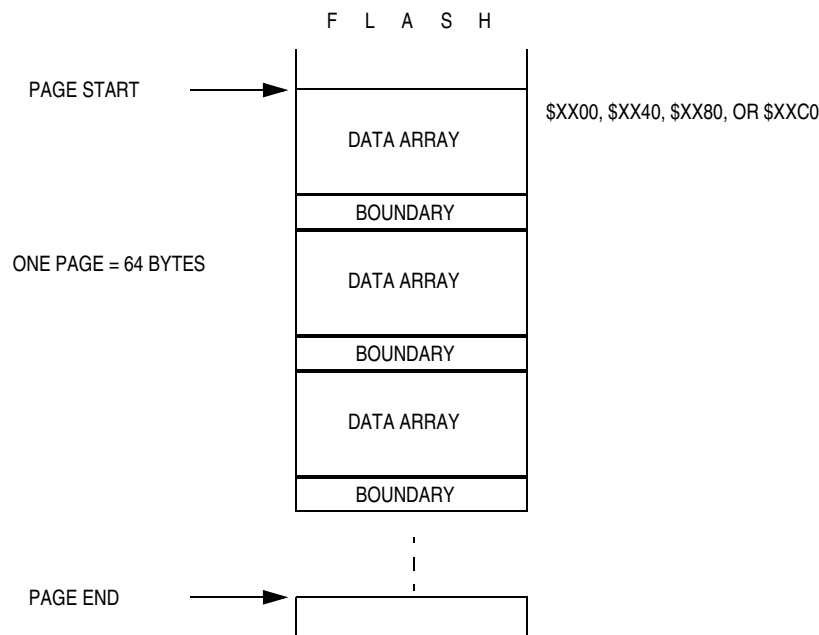 F L A S H
PAGE START
$XX00, $XX40, $XX80, OR $XXC0
DATA ARRAY
BOUNDARY
ONE PAGE = 64 BYTES
DATA ARRAY
BOUNDARY
DATA ARRAY
BOUNDARY
PAGE END